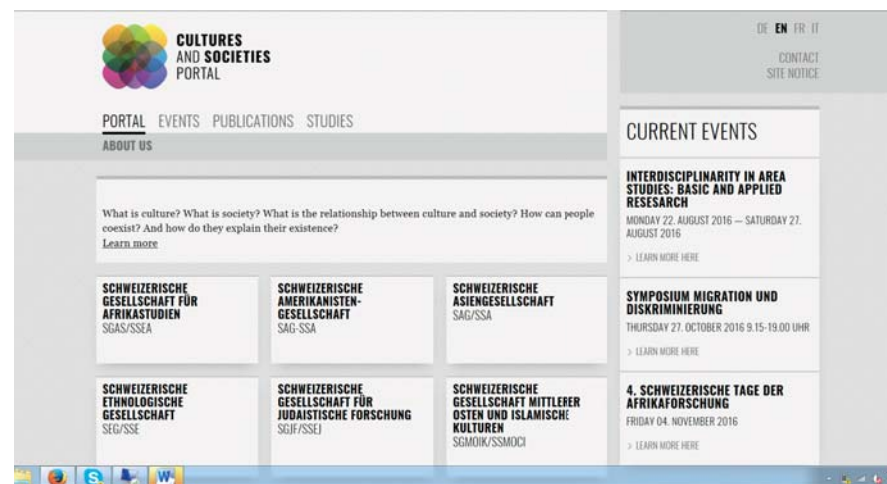 CULTURES
AND SOCIETIES
PORTAL
DE EN FR IT
CONTACT
SITE NOTICE
PORTAL EVENTS PUBLICATIONS STUDIES
ABOUT US
What is culture? What is society? What is the relationship between culture and society? How can people
coexist? And how do they explain their existence?
Learn more
SCHWEIZERISCHE
GESELLSCHAFT FÜR
AFRIKASTUDIEN
SGAS/SSEA
SCHWEIZERISCHE
AMERIKANISTEN-
GESELLSCHAFT
SAG-SSA
SCHWEIZERISCHE
ASIENGESELLSCHAFT
SAG/SSA
SCHWEIZERISCHE
ETHNOLOGISCHE
GESELLSCHAFT
SEG/SSE
SCHWEIZERISCHE
GESELLSCHAFT FÜR
JUDAISTISCHE FORSCHUNG
SGJF/SSEJ
SCHWEIZERISCHE
GESELLSCHAFT MITTLERER
OSTEN UND ISLAMISCHE
KULTUREN
SGMOIK/SSMOCI
CURRENT EVENTS
INTERDISCIPLINARITY IN AREA
STUDIES: BASIC AND APPLIED
RESESARCH
MONDAY 22. AUGUST 2016 — SATURDAY 27.
AUGUST 2016
> LEARN MORE HERE
SYMPOSIUM MIGRATION UND
DISKRIMINIERUNG
THURSDAY 27. OCTOBER 2016 9.15-19.00 UHR
> LEARN MORE HERE
4. SCHWEIZERISCHE TAGE DER
AFRIKAFORSCHUNG
FRIDAY 04. NOVEMBER 2016
> LEARN MORE HERE